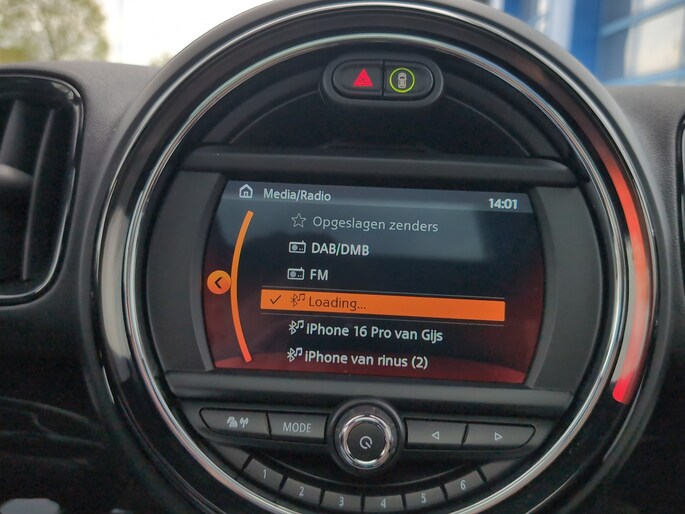 Media/Radio
14:01
Opgeslagen zenders
DAB/DMB
FM
Loading...
iPhone 16 Pro van Gijs
iPhone van rinus (2)
MODE
1 2 3 4 5 6